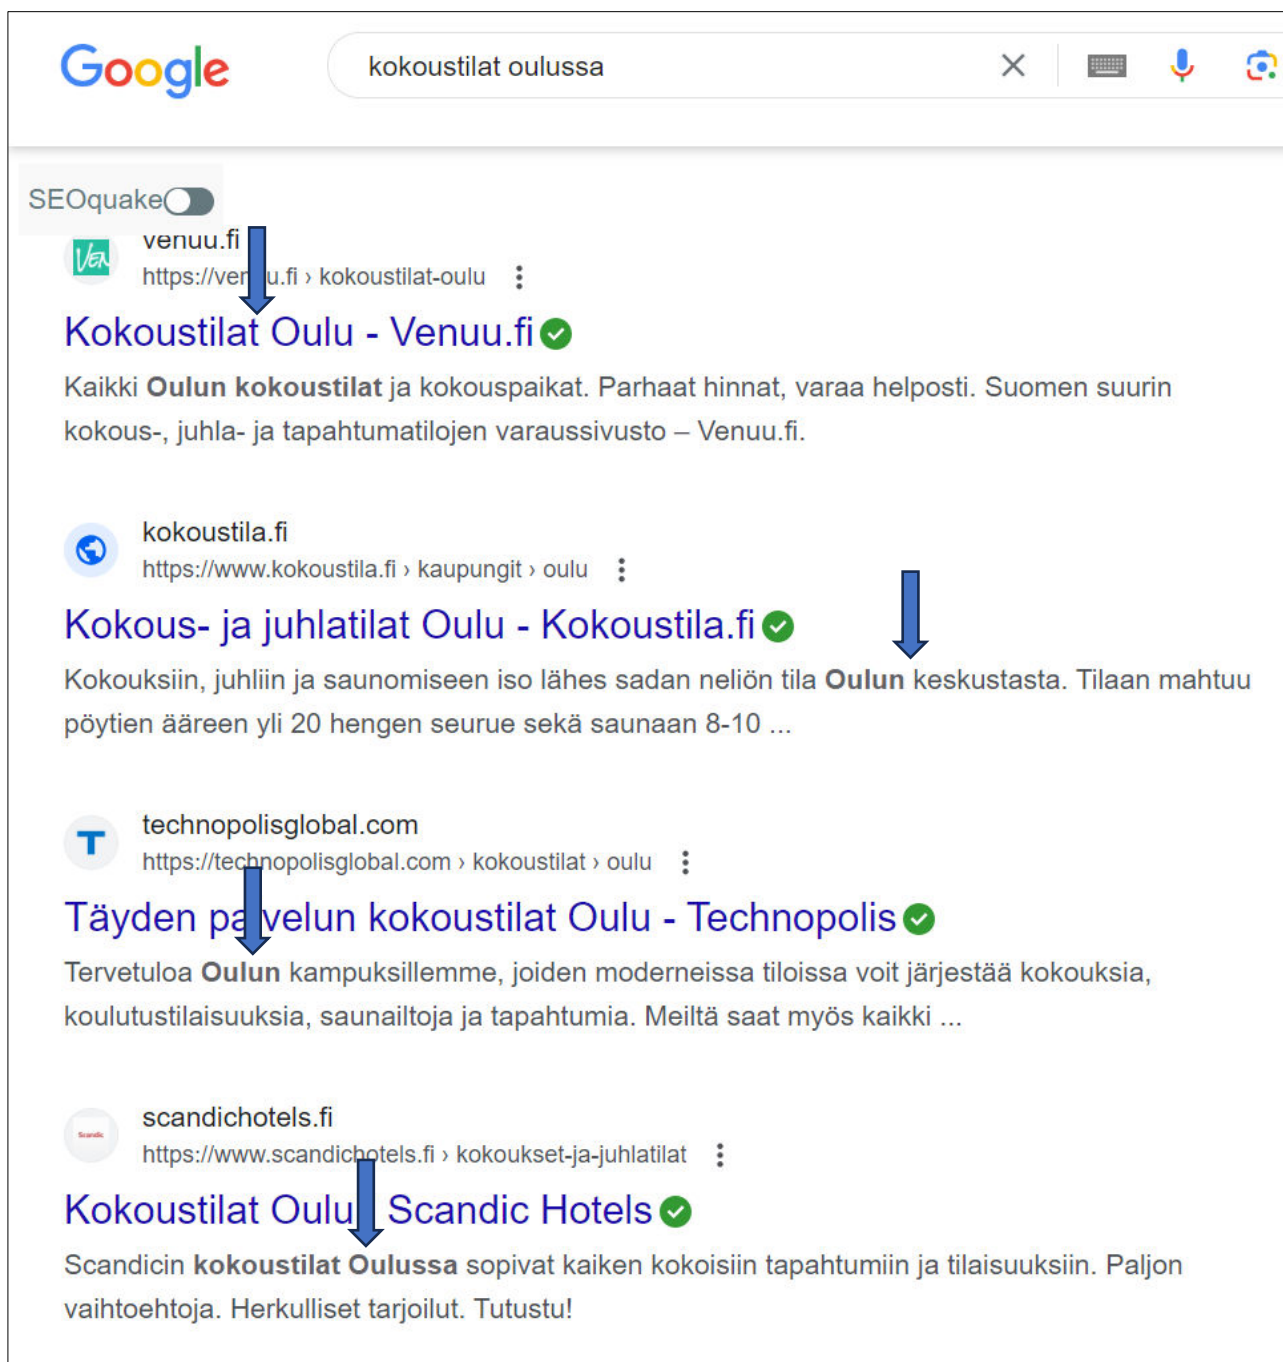 Google
kokoustilat oulussa
SEOquake
VEN
venuu.fi
https://venuu.fi › kokoustilat-oulu
Kokoustilat Oulu - Venuu.fi
Kaikki Oulun kokoustilat ja kokouspaikat. Parhaat hinnat, varaa helposti. Suomen suurin
kokous-, juhla- ja tapahtumatilojen varaussivusto – Venuu.fi.
kokoustila.fi
https://www.kokoustila.fi › kaupungit › oulu
Kokous- ja juhlatilat Oulu - Kokoustila.fi
Kokouksiin, juhliin ja saunomiseen iso lähes sadan neliön tila Oulun keskustasta. Tilaan mahtuu
pöytien ääreen yli 20 hengen seurue sekä saunaan 8-10 ...
T
technopolisglobal.com
https://technopolisglobal.com › kokoustilat › oulu
Täyden palvelun kokoustilat Oulu - Technopolis
Tervetuloa Oulun kampuksillemme, joiden moderneissa tiloissa voit järjestää kokouksia,
koulutustilaisuuksia, saunailtoja ja tapahtumia. Meiltä saat myös kaikki ...
Scandic
scandichotels.fi
https://www.scandichotels.fi › kokoukset-ja-juhlatilat
Kokoustilat Oulu Scandic Hotels
Scandicin kokoustilat Oulussa sopivat kaiken kokoisiin tapahtumiin ja tilaisuuksiin. Paljon
vaihtoehtoja. Herkulliset tarjoilut. Tutustu!